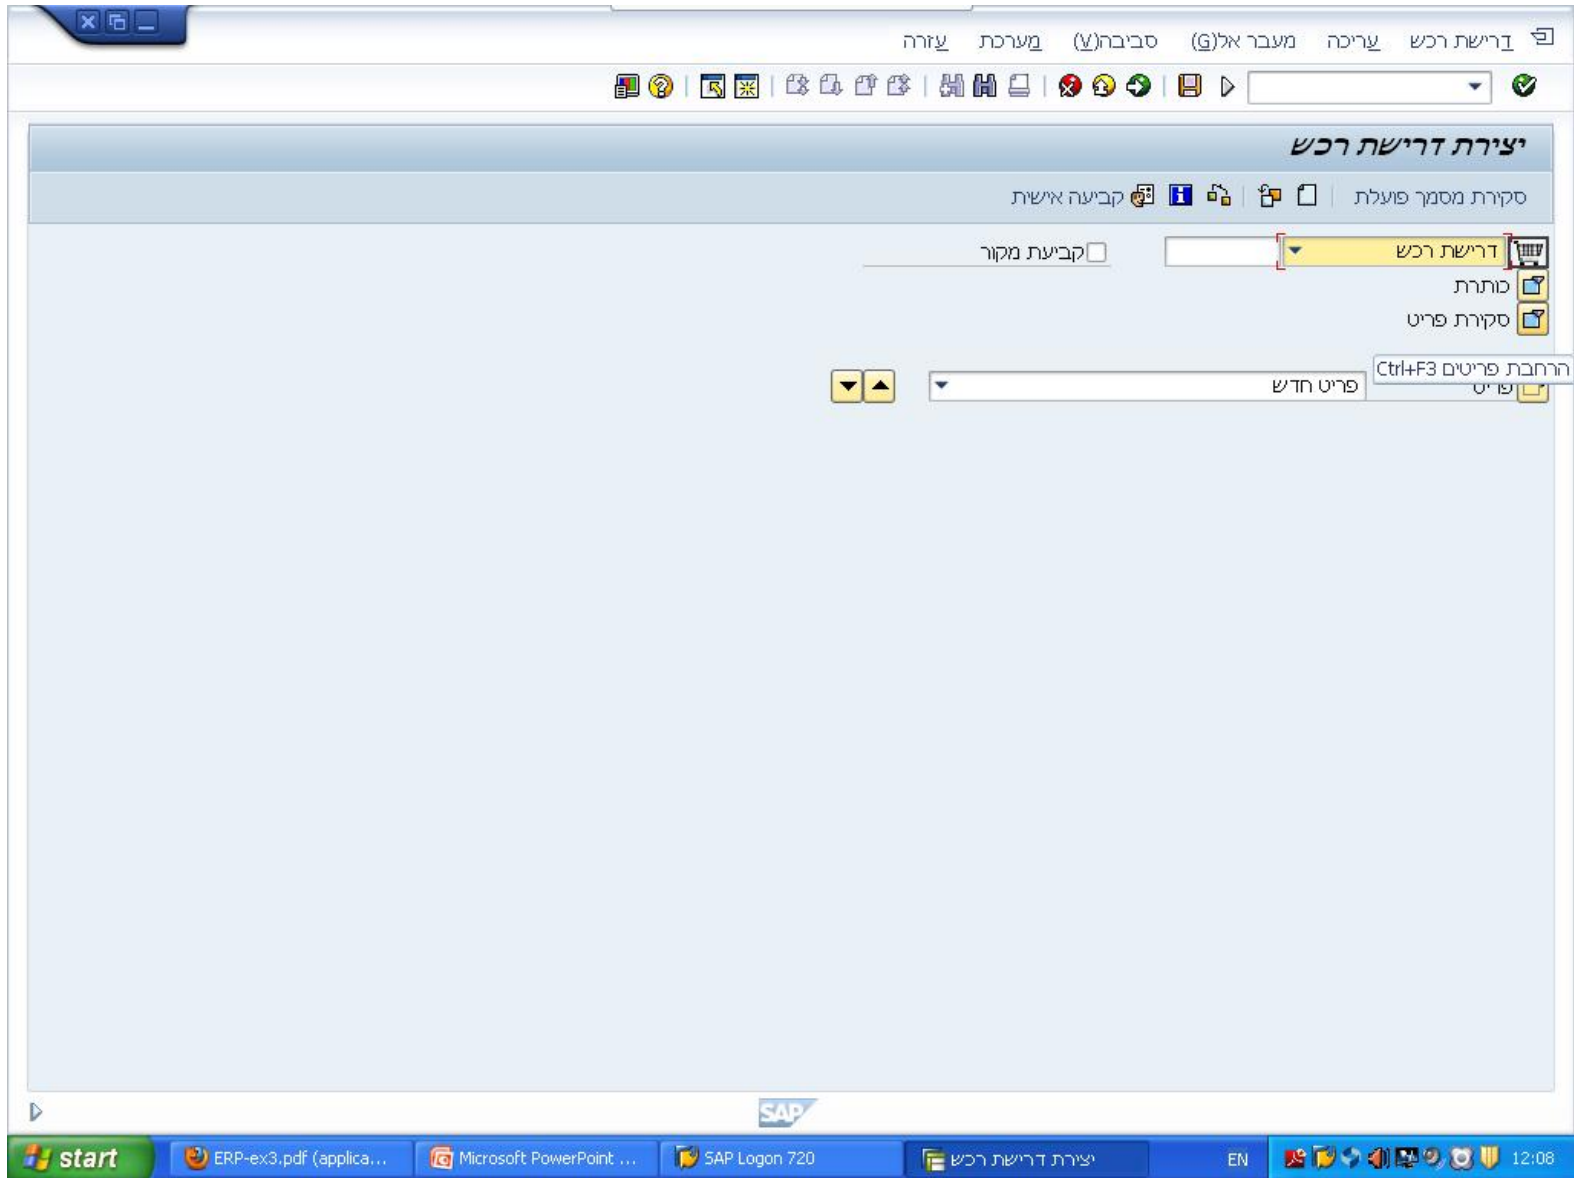 דרישת רכש עריכה מעבר אל(G) סביבה(V) מערכת עזרה
יצירת דרישת רכש
סקירת מסמך פועלת קביעה אישית
דרישת רכש קביעת מקור
כותרת
סקירת פריט
הרחבת פריטים Ctrl+F3
פריט פריט חדש
SAP
start ERP-ex3.pdf (applica... Microsoft PowerPoint ... SAP Logon 720 יצירת דרישת רכש EN 12:08